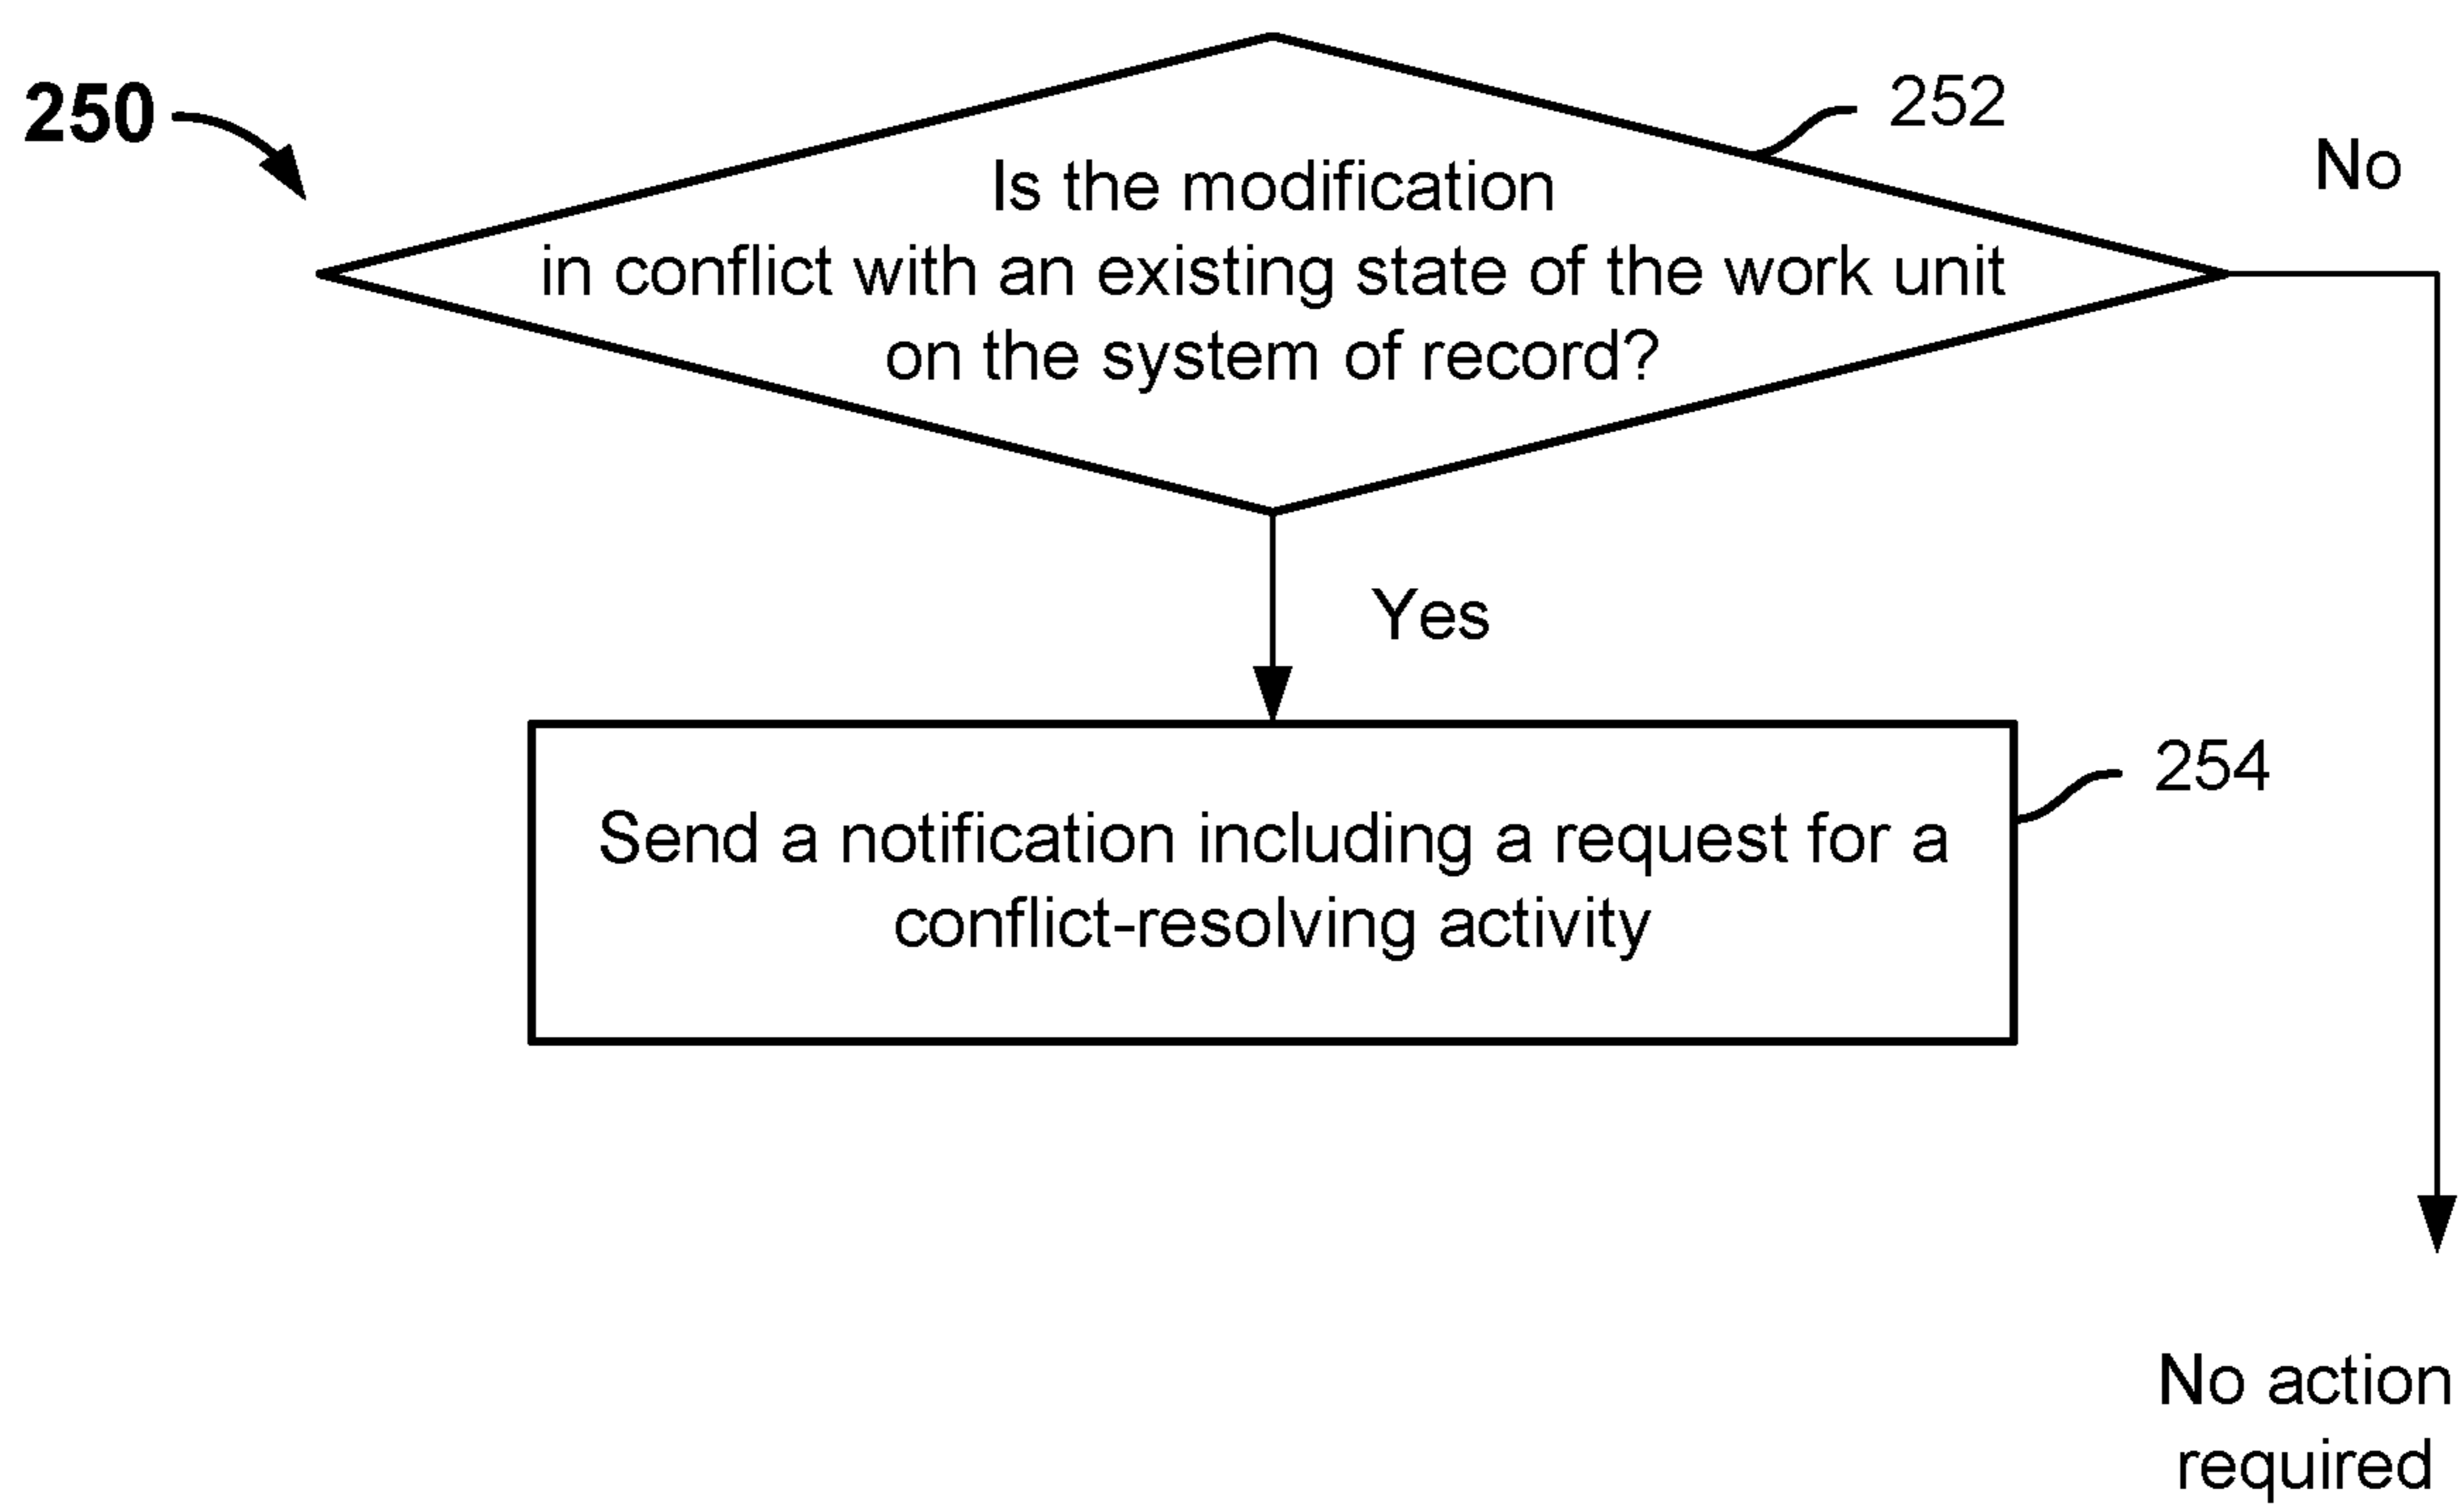 250
252
No
Is the modification
in conflict with an existing state of the work unit
on the system of record?
Yes
254
Send a notification including a request for a
conflict-resolving activity
No action
required